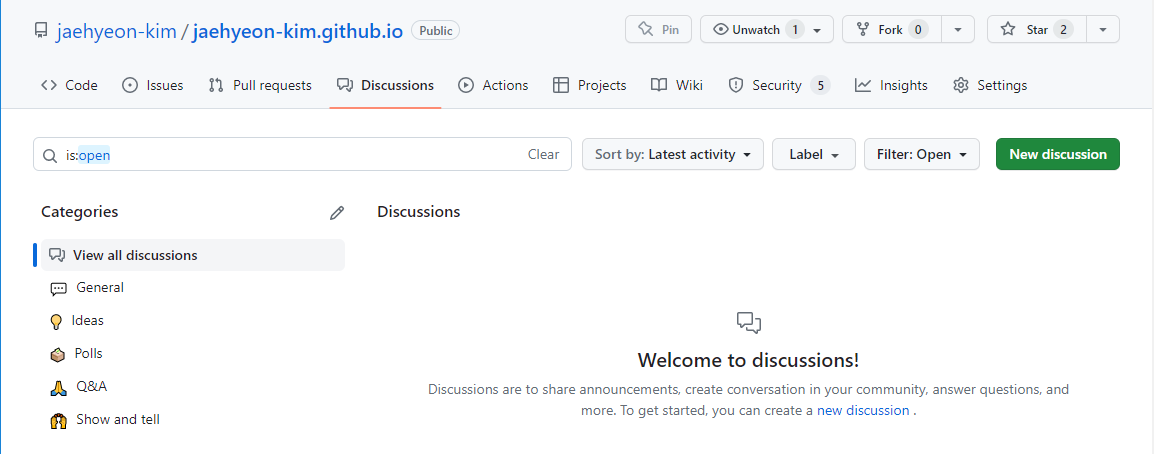 jaehyeon-kim / jaehyeon-kim.github.io Public Pin Unwatch 1 Fork 0 Star 2
Code Issues Pull requests Discussions Actions Projects Wiki Security 5 Insights Settings
is:open Clear Sort by: Latest activity Label Filter: Open New discussion
Categories Discussions
View all discussions
General
Ideas
Polls
Q&A
Show and tell
Welcome to discussions!
Discussions are to share announcements, create conversation in your community, answer questions, and
more. To get started, you can create a new discussion .